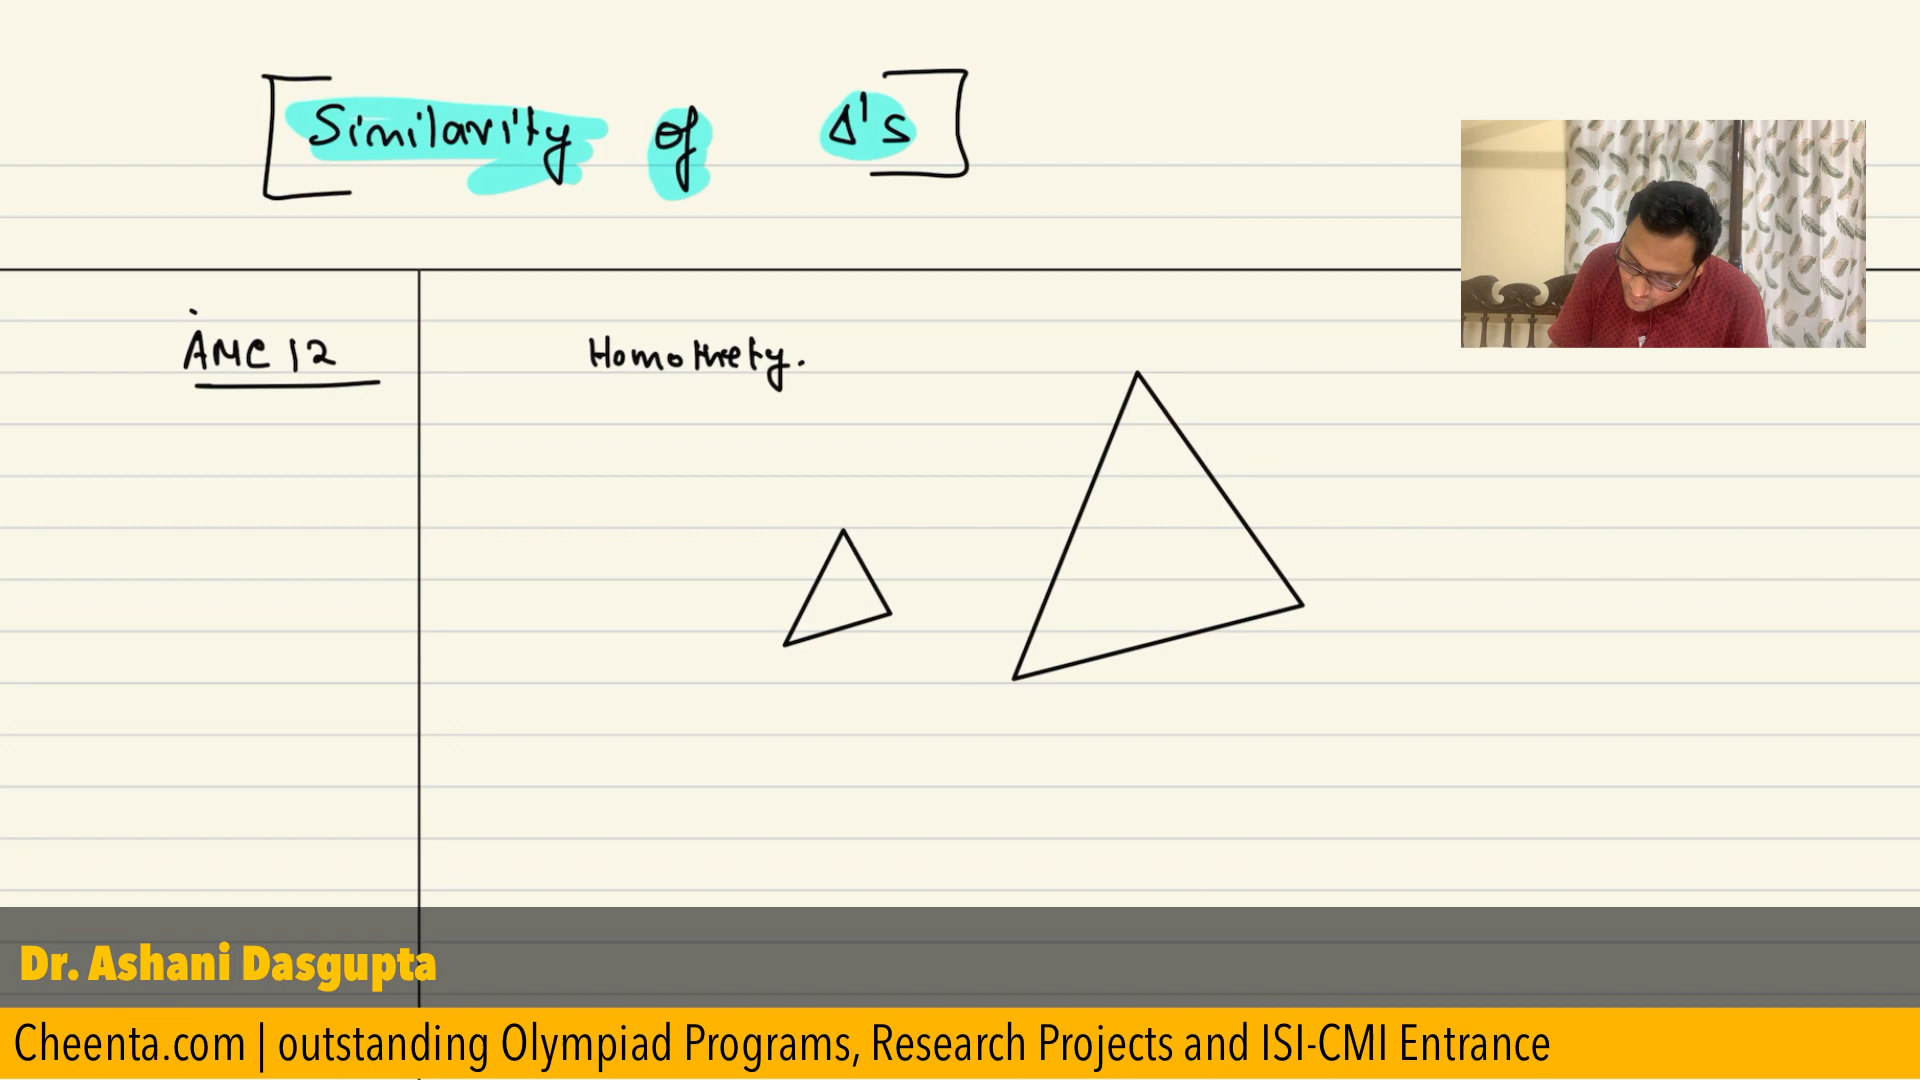 Similarity of Δ's
AMC 12
Homothety.
Dr. Ashani Dasgupta
Cheenta.com | outstanding Olympiad Programs, Research Projects and ISI-CMI Entrance